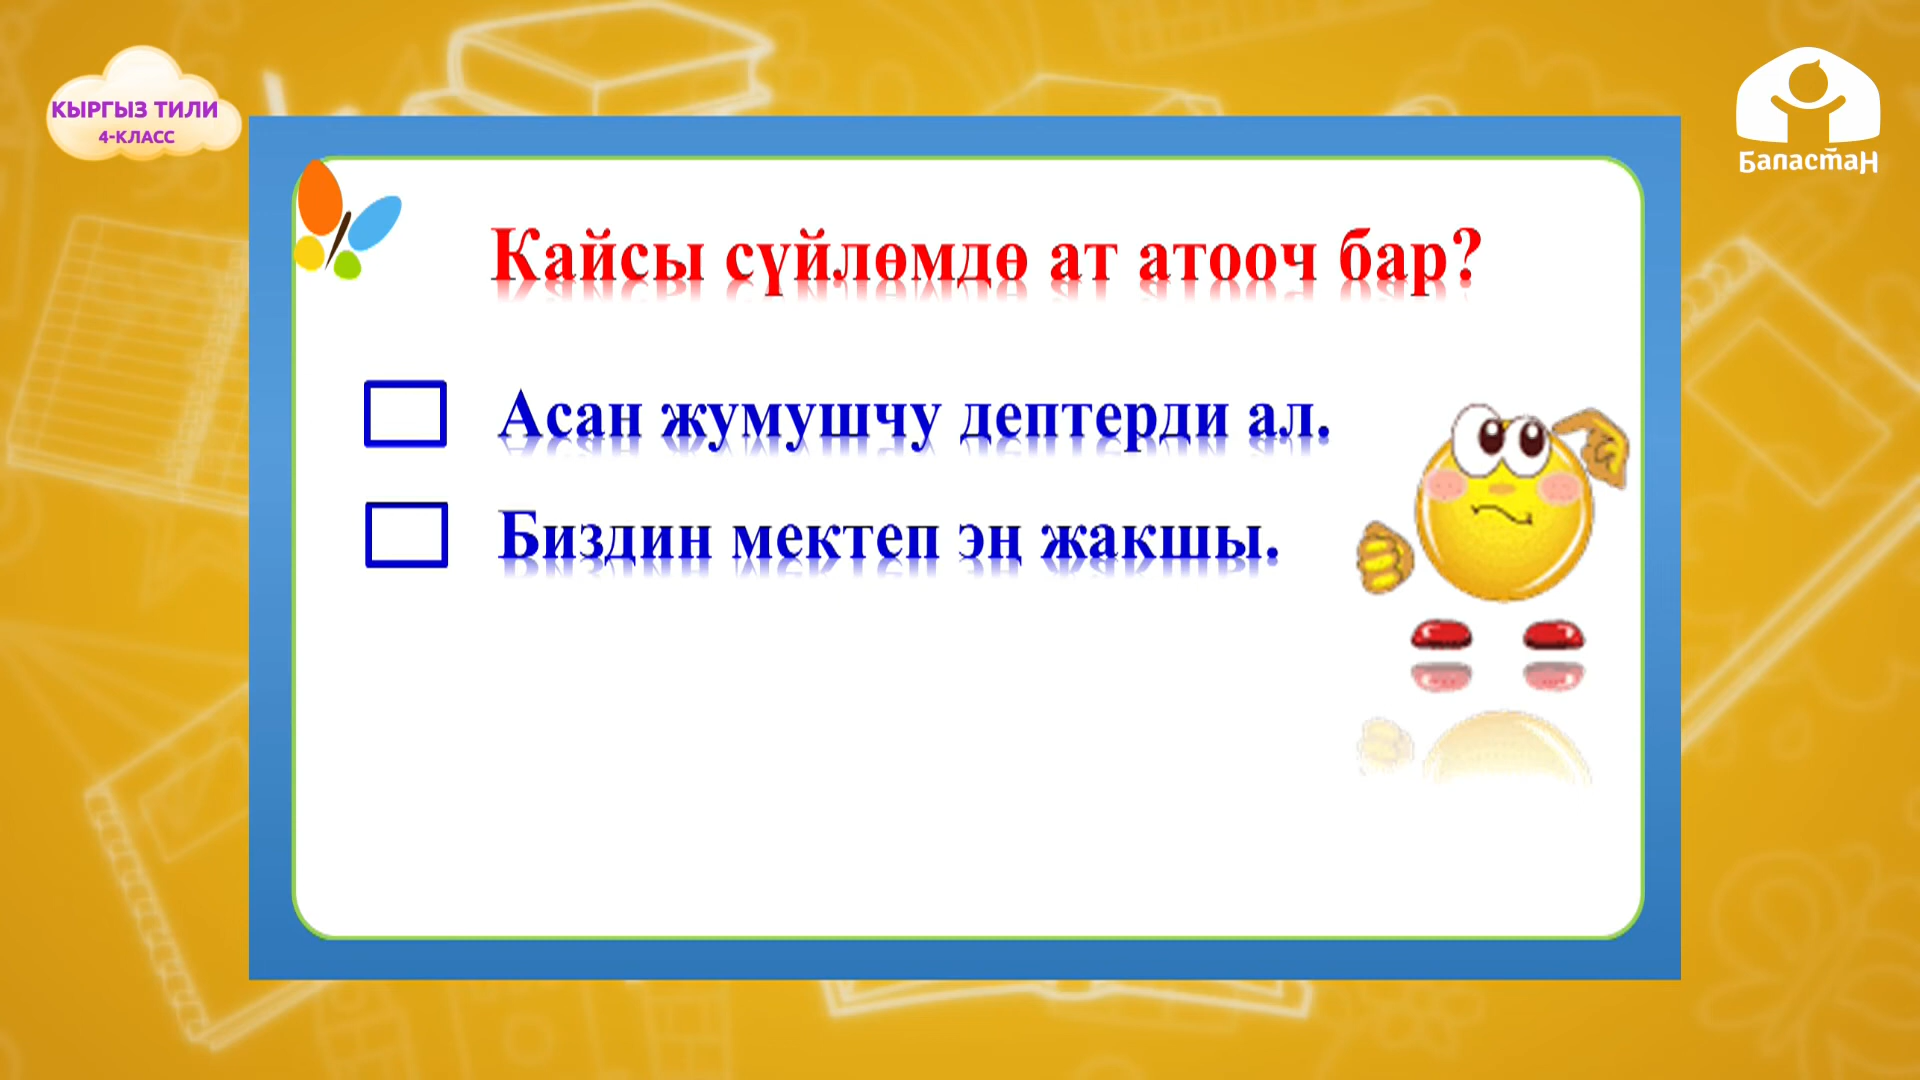 КЫРГЫЗ ТИЛИ
4-КЛАСС
Баластан
Кайсы сүйлөмдө ат атооч бар?
Асан жумушчу дептерди ал.
Биздин мектеп эң жакшы.